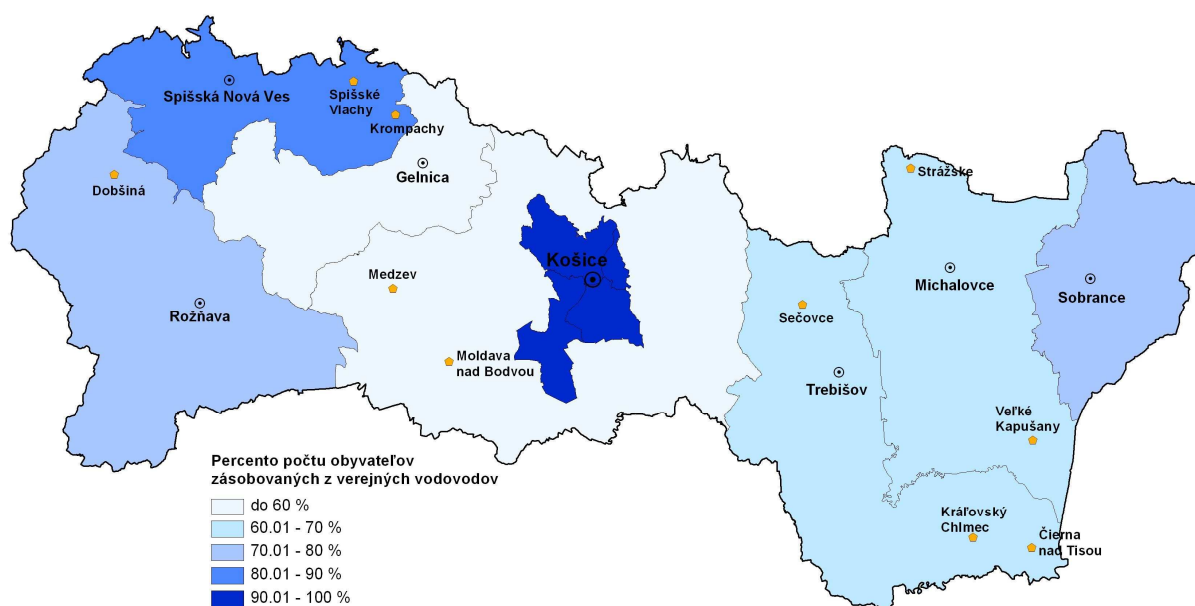 Spišská Nová Ves
Spišské
Vlachy
Krompachy
Gelnica
Dobšiná
Strážske
Košice
Medzev
Michalovce
Sobrance
Rožňava
Sečovce
Moldava
nad Bodvou
Trebišov
Veľké
Kapušany
Kráľovský
Chlmec
Čierna
nad Tisou
Percento počtu obyvateľov
zásobovaných z verejných vodovodov
do 60 %
60.01 - 70 %
70.01 - 80 %
80.01 - 90 %
90.01 - 100 %